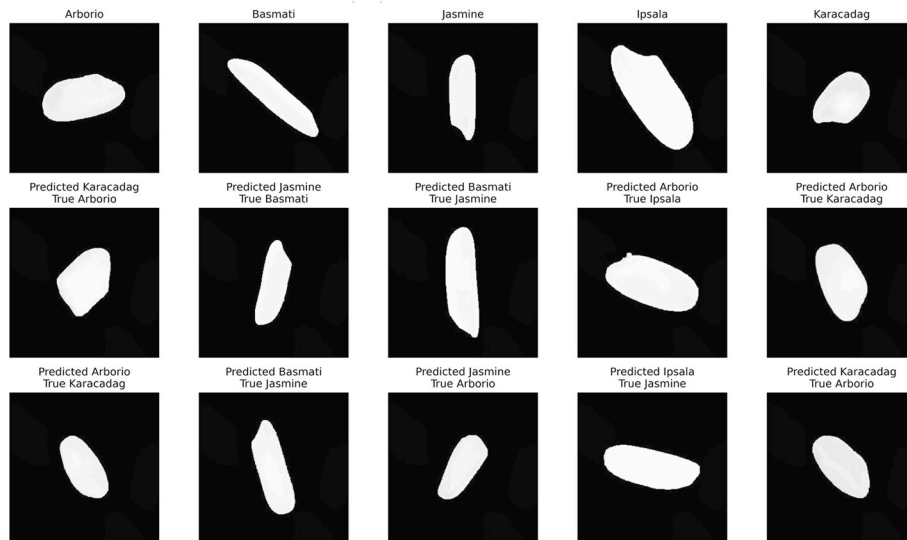 Arborio
Basmati
Jasmine
Ipsala
Karacadag
Predicted Karacadag
True Arborio
Predicted Jasmine
True Basmati
Predicted Basmati
True Jasmine
Predicted Arborio
True Ipsala
Predicted Arborio
True Karacadag
Predicted Arborio
True Karacadag
Predicted Basmati
True Jasmine
Predicted Jasmine
True Arborio
Predicted Ipsala
True Jasmine
Predicted Karacadag
True Arborio